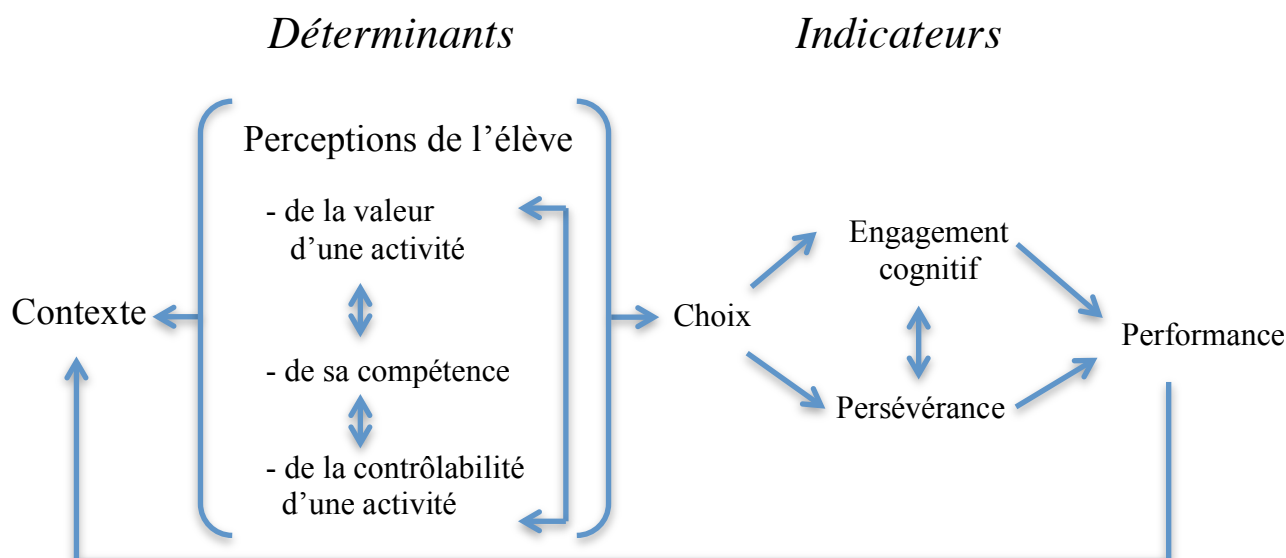 Déterminants
Indicateurs
Perceptions de l’élève
- de la valeur
d’une activité
- de sa compétence
- de la contrôlabilité
d’une activité
Contexte
Choix
Engagement
cognitif
Persévérance
Performance